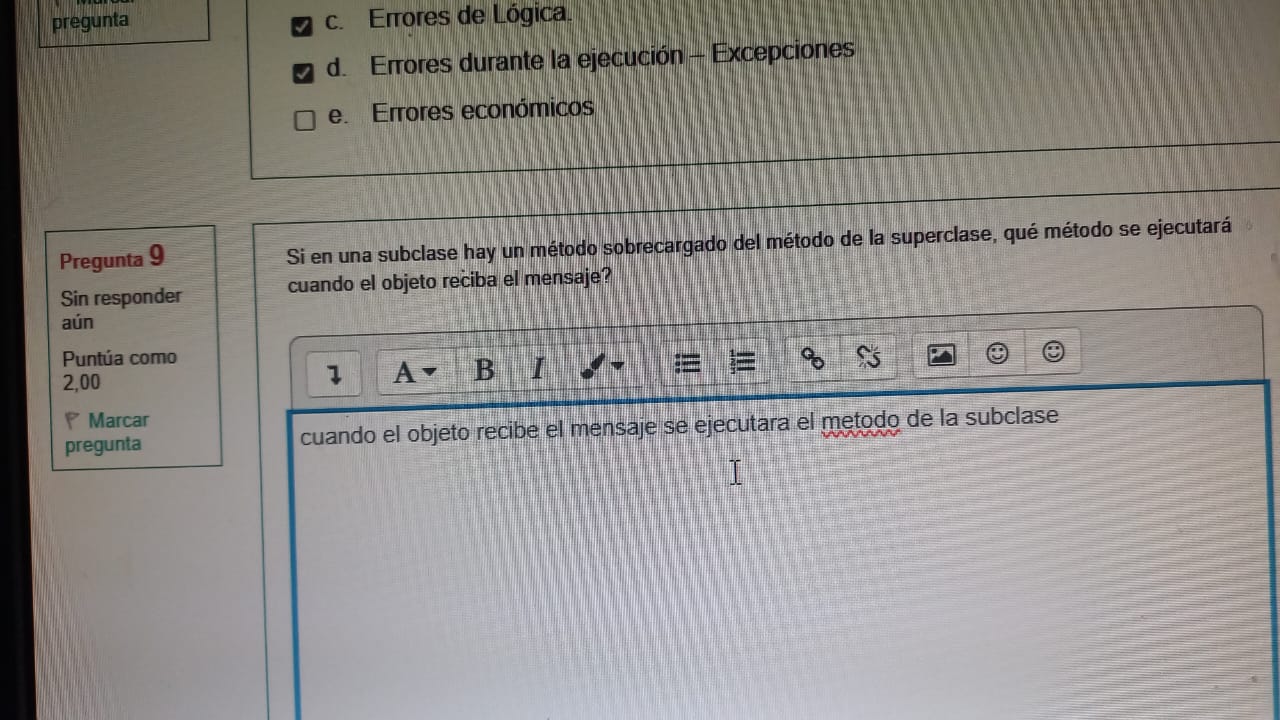 pregunta
c. Errores de Lógica.
d. Errores durante la ejecución – Excepciones
e. Errores económicos
Pregunta 9
Sin responder
aún
Puntúa como
2,00
Marcar
pregunta
Si en una subclase hay un método sobrecargado del método de la superclase, qué método se ejecutará
cuando el objeto reciba el mensaje?
A B I
cuando el objeto recibe el mensaje se ejecutara el metodo de la subclase